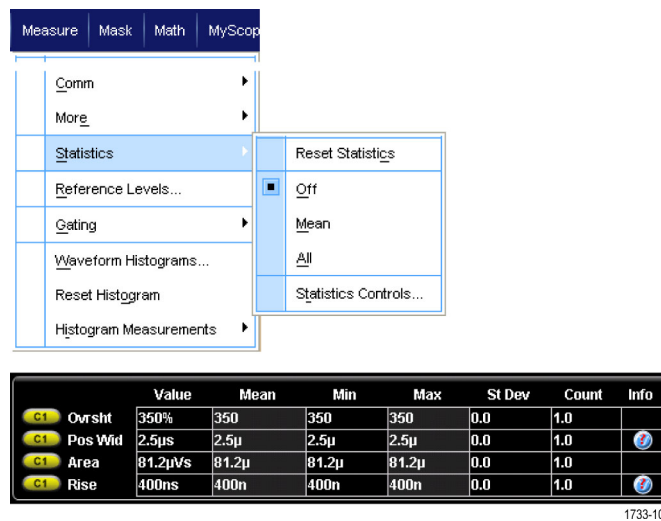 Measure Mask Math MyScop
Comm
More
Statistics
Reference Levels...
Gating
Waveform Histograms...
Reset Histogram
Histogram Measurements
Reset Statistics
Off
Mean
All
Statistics Controls...
Value Mean Min Max St Dev Count Info
C1 Ovrsht 350% 350 350 350 0.0 1.0
C1 Pos Wid 2.5µs 2.5µ 2.5µ 2.5µ 0.0 1.0
C1 Area 81.2µVs 81.2µ 81.2µ 81.2µ 0.0 1.0
C1 Rise 400ns 400n 400n 400n 0.0 1.0
1733-10